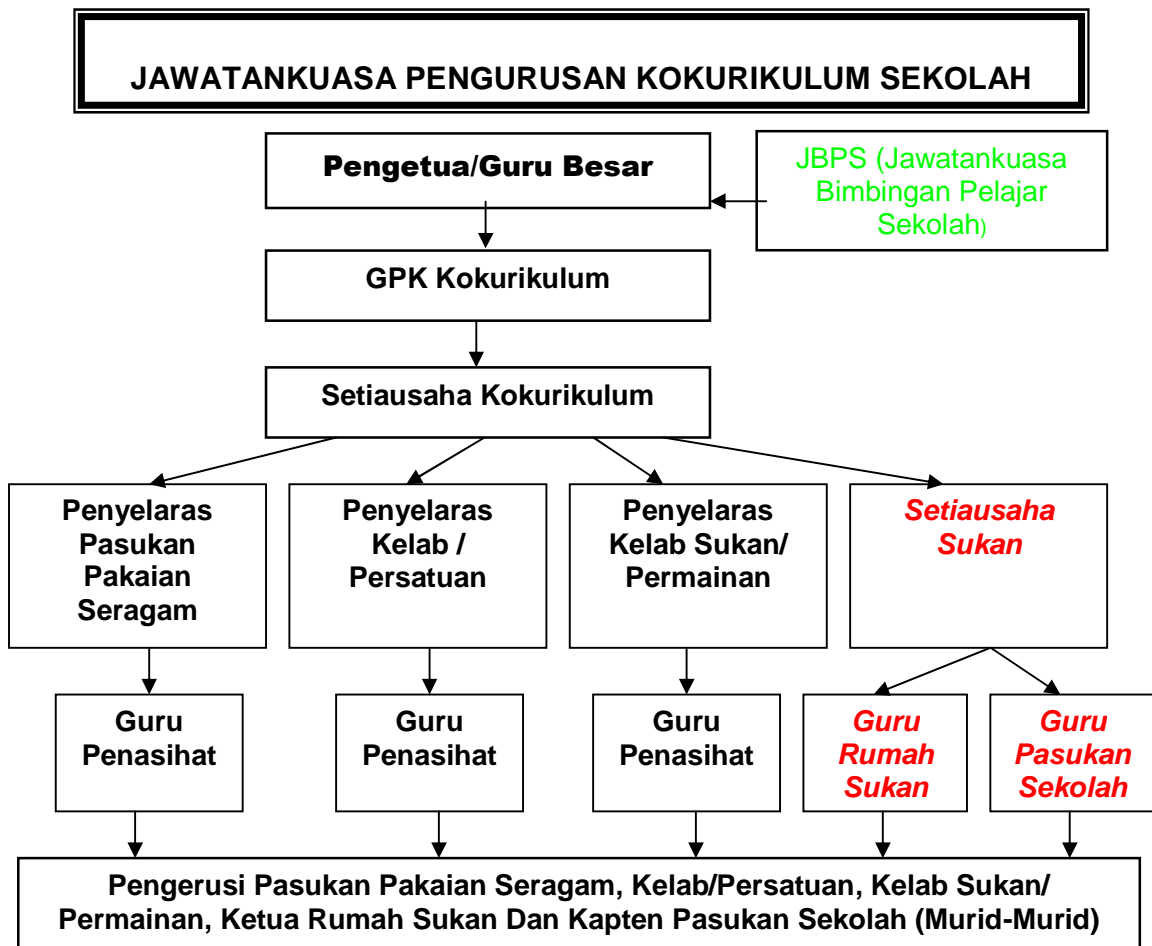 JAWATANKUASA PENGURUSAN KOKURIKULUM SEKOLAH
Pengetua/Guru Besar
JBPS (Jawatankuasa
Bimbingan Pelajar
Sekolah)
GPK Kokurikulum
Setiausaha Kokurikulum
Penyelaras
Pasukan
Pakaian
Seragam
Penyelaras
Kelab /
Persatuan
Penyelaras
Kelab Sukan/
Permainan
Setiausaha
Sukan
Guru
Penasihat
Guru
Penasihat
Guru
Penasihat
Guru
Rumah
Sukan
Guru
Pasukan
Sekolah
Pengerusi Pasukan Pakaian Seragam, Kelab/Persatuan, Kelab Sukan/
Permainan, Ketua Rumah Sukan Dan Kapten Pasukan Sekolah (Murid-Murid)